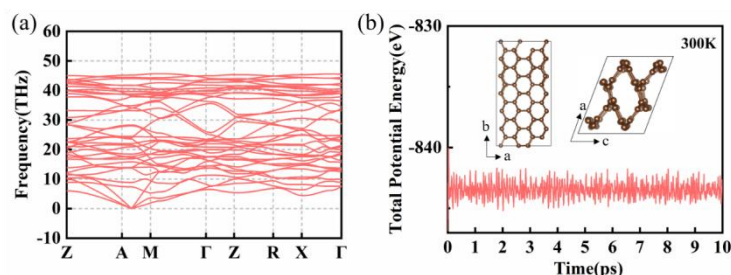 (a)
60
50
40
30
20
10
0
-10
Frequency(THz)
Z A M Γ Z R X Γ
(b)
-830
-840
Total Potential Energy(eV)
300K
b
a
a
c
0 1 2 3 4 5 6 7 8 9 10
Time(ps)